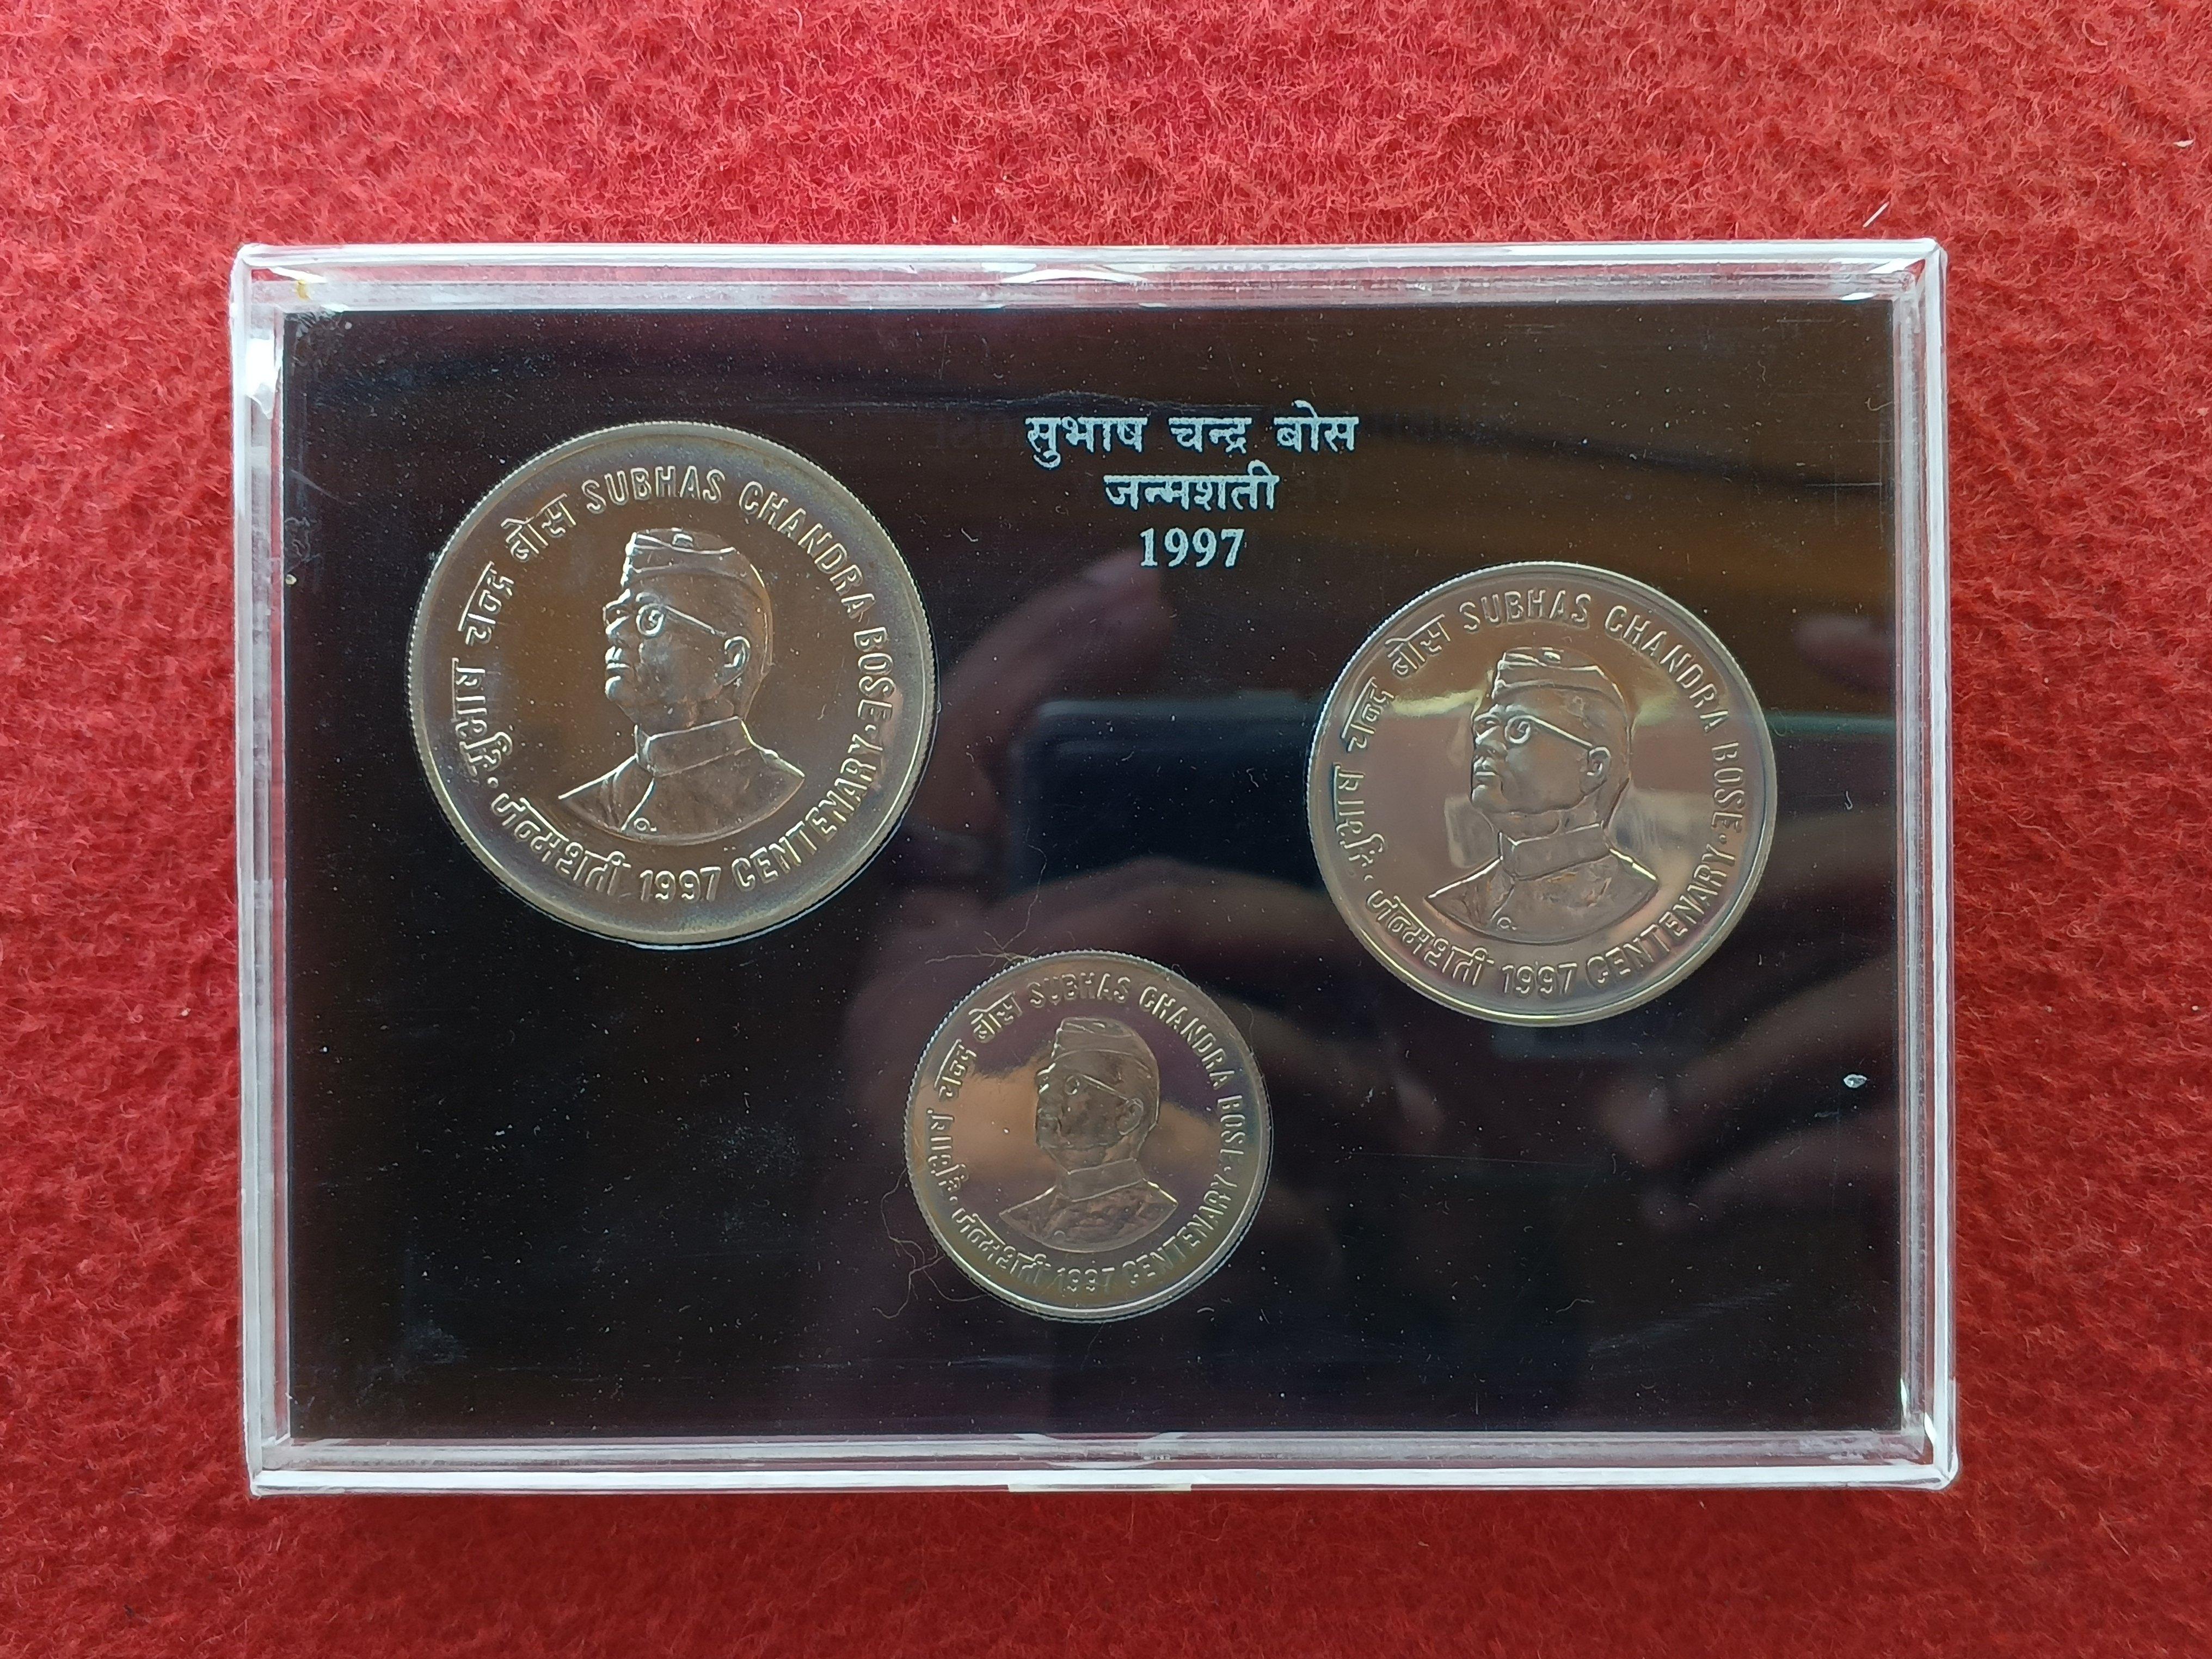 सुभाष चन्द्र बोस
जन्मशती
1997
सुभाष चन्द्र बोस SUBHAS CHANDRA BOSE
जन्मशती 1997 CENTENARY
सुभाष चन्द्र बोस SUBHAS CHANDRA BOSE
जन्मशती 1997 CENTENARY
सुभाष चन्द्र बोस SUBHAS CHANDRA BOSE
जन्मशती 1997 CENTENARY